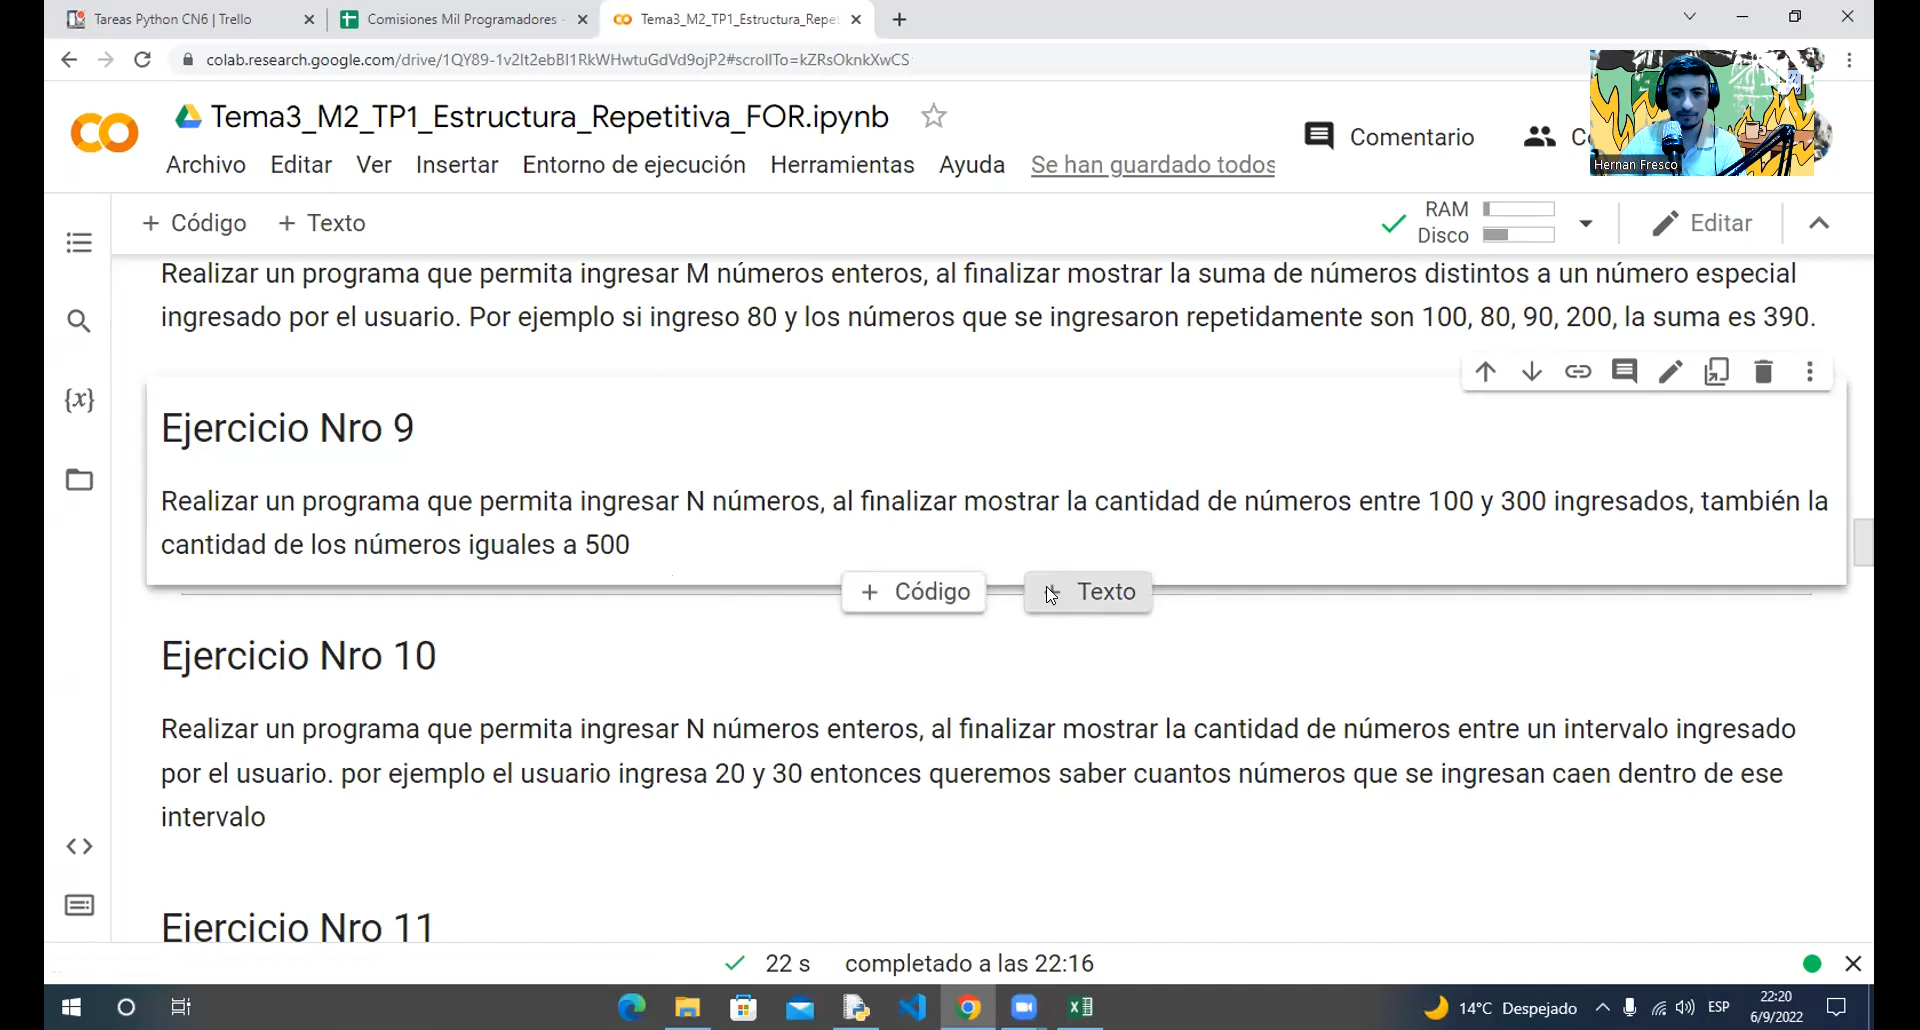 Tareas Python CN6 | Trello
Comisiones Mil Programadores -
Tema3_M2_TP1_Estructura_Repet
colab.research.google.com/drive/1QY89-1v2lt2ebBI1RkWHwtuGdVd9ojP2#scrollTo=kZRsOknkXwCS
CO
Tema3_M2_TP1_Estructura_Repetitiva_FOR.ipynb
Comentario
C
Hernan Fresco
Archivo Editar Ver Insertar Entorno de ejecución Herramientas Ayuda Se han guardado todos
+ Código + Texto
RAM
Disco
Editar
Realizar un programa que permita ingresar M números enteros, al finalizar mostrar la suma de números distintos a un número especial
ingresado por el usuario. Por ejemplo si ingreso 80 y los números que se ingresaron repetidamente son 100, 80, 90, 200, la suma es 390.
{x}
Ejercicio Nro 9
Realizar un programa que permita ingresar N números, al finalizar mostrar la cantidad de números entre 100 y 300 ingresados, también la
cantidad de los números iguales a 500
+ Código + Texto
Ejercicio Nro 10
Realizar un programa que permita ingresar N números enteros, al finalizar mostrar la cantidad de números entre un intervalo ingresado
por el usuario. por ejemplo el usuario ingresa 20 y 30 entonces queremos saber cuantos números que se ingresan caen dentro de ese
intervalo
Ejercicio Nro 11
22 s completado a las 22:16
14°C Despejado
ESP
22:20
6/9/2022